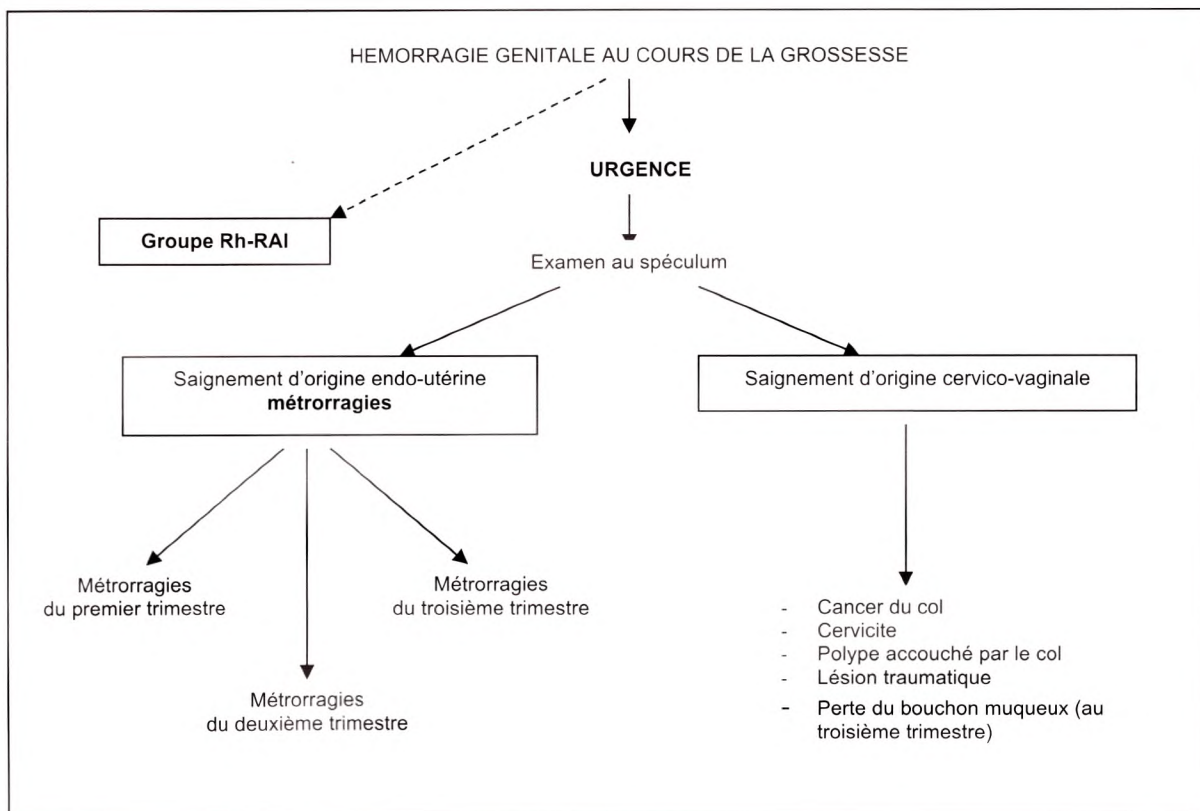 HEMORRAGIE GENITALE AU COURS DE LA GROSSESSE
URGENCE
Groupe Rh-RAI
Examen au spéculum
Saignement d'origine endo-utérine
métrorragies
Saignement d'origine cervico-vaginale
Métrorragies
du premier trimestre
Métrorragies
du troisième trimestre
Métrorragies
du deuxième trimestre
- Cancer du col
- Cervicite
- Polype accouché par le col
- Lésion traumatique
- Perte du bouchon muqueux (au
troisième trimestre)